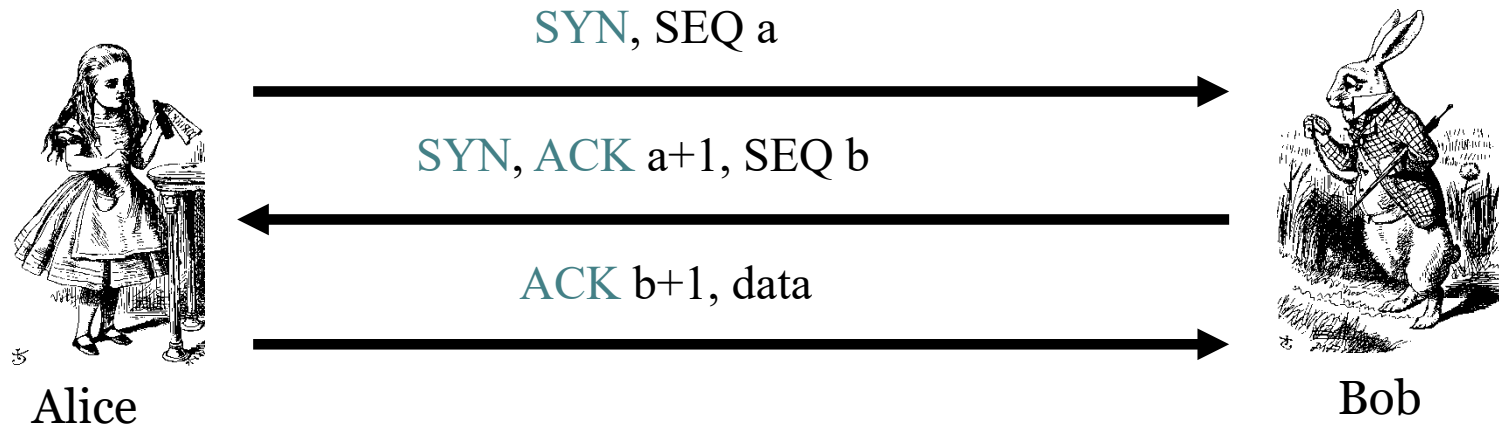 SYN, SEQ a
SYN, ACK a+1, SEQ b
ACK b+1, data
Alice
Bob